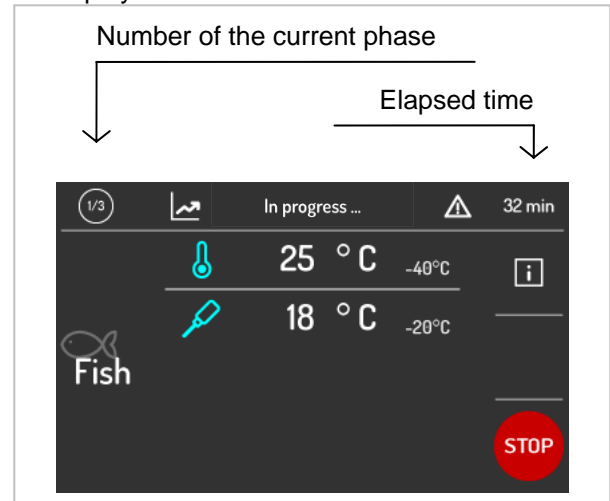 Number of the current phase
Elapsed time
1/3
In progress ...
32 min
25 °C
-40°C
i
18 °C
-20°C
Fish
STOP